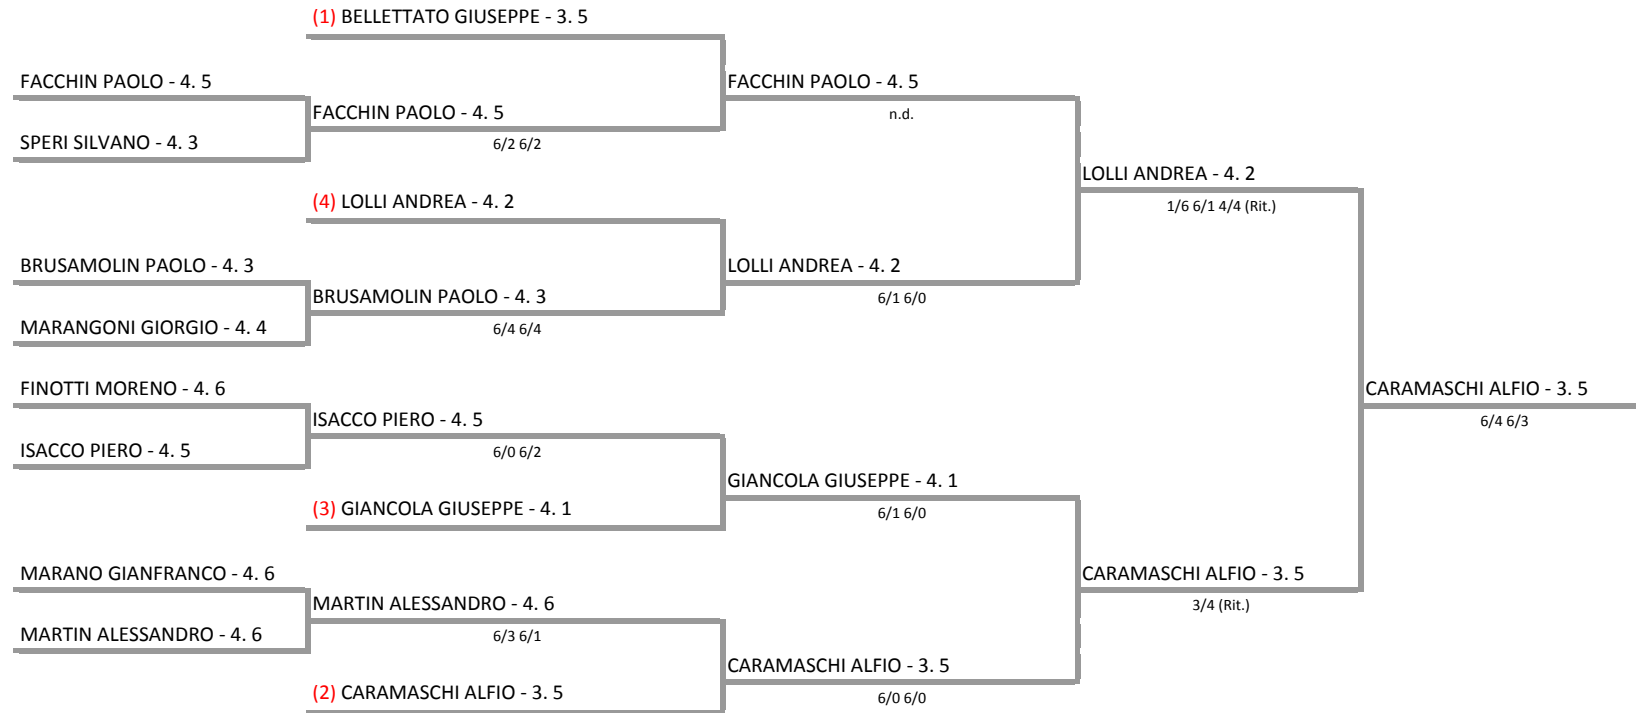 (1) BELLETTATO GIUSEPPE - 3. 5
FACCHIN PAOLO - 4. 5
FACCHIN PAOLO - 4. 5
FACCHIN PAOLO - 4. 5
n.d.
SPERI SILVANO - 4. 3
6/2 6/2
LOLLI ANDREA - 4. 2
(4) LOLLI ANDREA - 4. 2
1/6 6/1 4/4 (Rit.)
BRUSAMOLIN PAOLO - 4. 3
LOLLI ANDREA - 4. 2
BRUSAMOLIN PAOLO - 4. 3
6/1 6/0
MARANGONI GIORGIO - 4. 4
6/4 6/4
FINOTTI MORENO - 4. 6
CARAMASCHI ALFIO - 3. 5
ISACCO PIERO - 4. 5
6/4 6/3
ISACCO PIERO - 4. 5
6/0 6/2
GIANCOLA GIUSEPPE - 4. 1
(3) GIANCOLA GIUSEPPE - 4. 1
6/1 6/0
MARANO GIANFRANCO - 4. 6
CARAMASCHI ALFIO - 3. 5
MARTIN ALESSANDRO - 4. 6
3/4 (Rit.)
MARTIN ALESSANDRO - 4. 6
6/3 6/1
CARAMASCHI ALFIO - 3. 5
(2) CARAMASCHI ALFIO - 3. 5
6/0 6/0